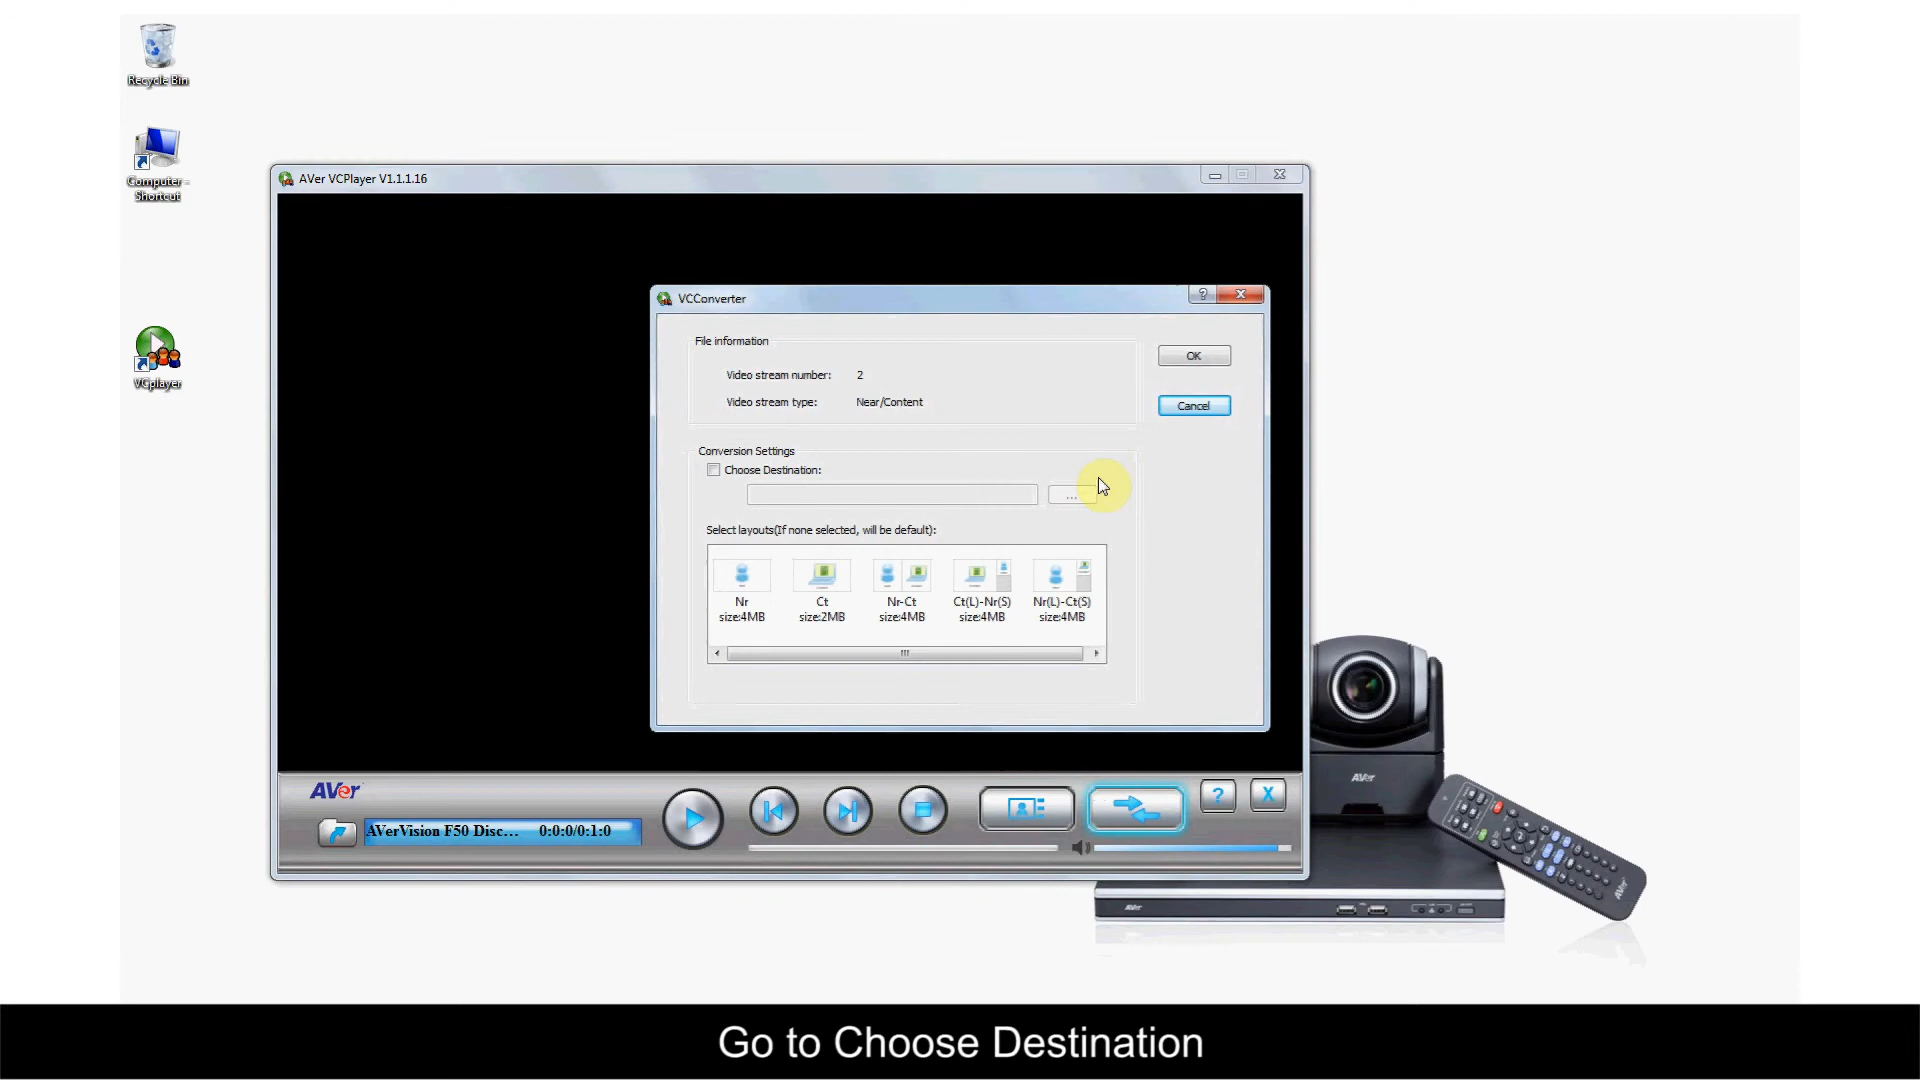 Recycle Bin
Computer - Shortcut
VCplayer
AVer VCPlayer V1.1.1.16
VCConverter
File information
Video stream number: 2
Video stream type: Near/Content
OK
Cancel
Conversion Settings
Choose Destination:
...
Select layouts(If none selected, will be default):
Nr Ct Nr-Ct Ct(L)-Nr(S) Nr(L)-Ct(S)
size:4MB size:2MB size:4MB size:4MB size:4MB
AVer
AVerVision F50 Disc... 0:0:0/0:1:0
?
X
AVer
AVer
AVer
Go to Choose Destination